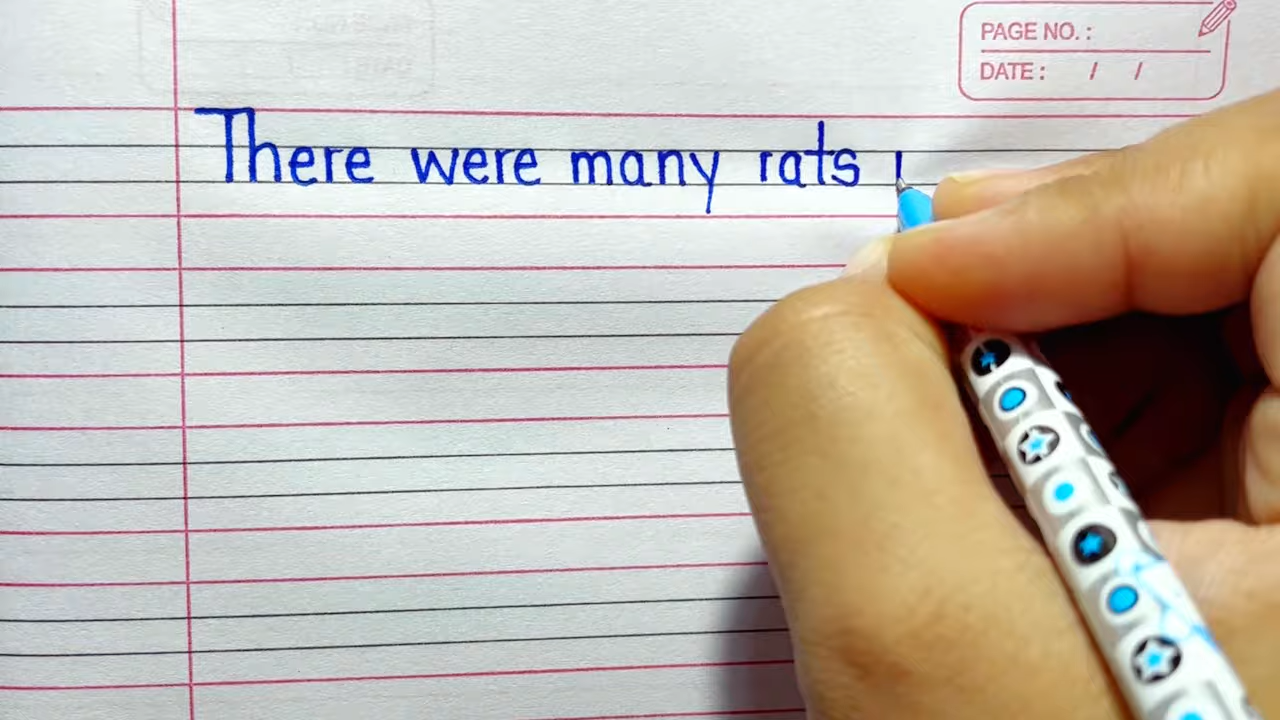 PAGE NO. :
DATE : / /
There were many rats